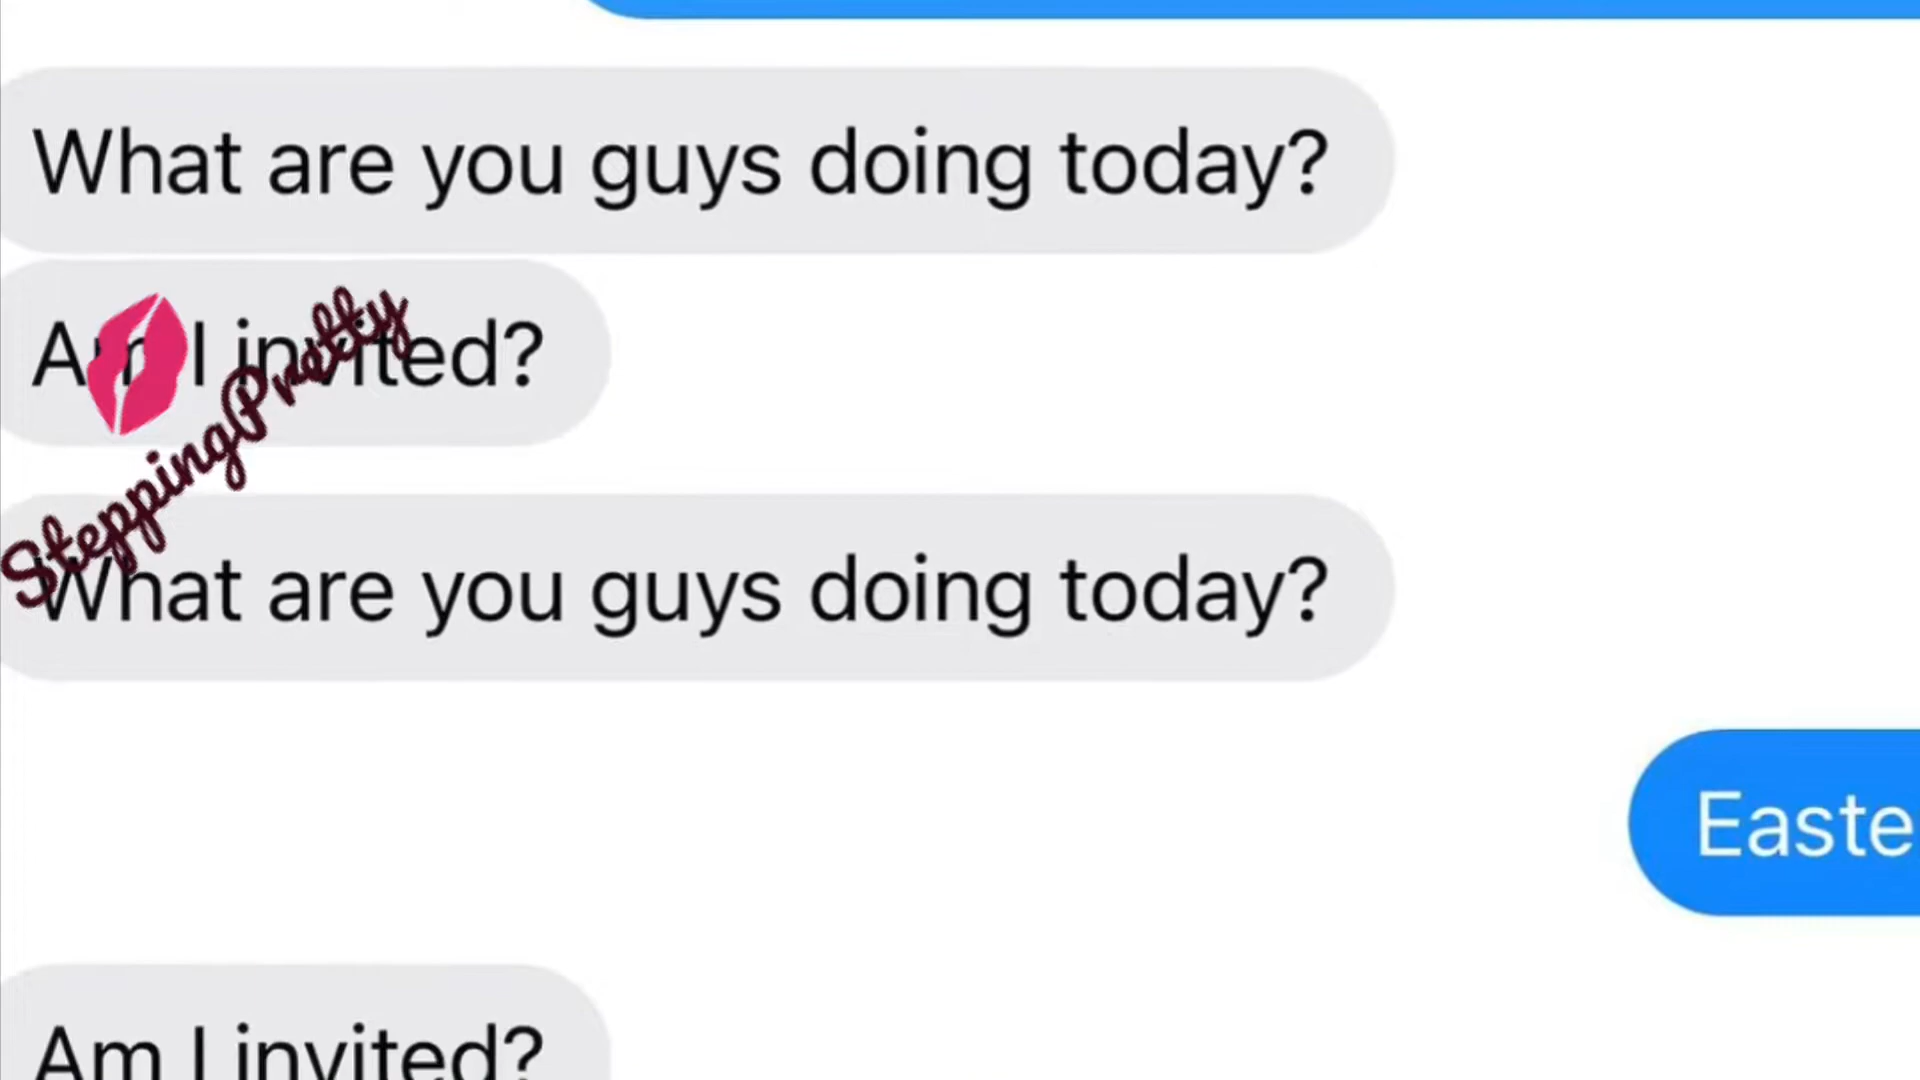 What are you guys doing today?
Am I invited?
SteppingPretty
What are you guys doing today?
Easte
Am I invited?